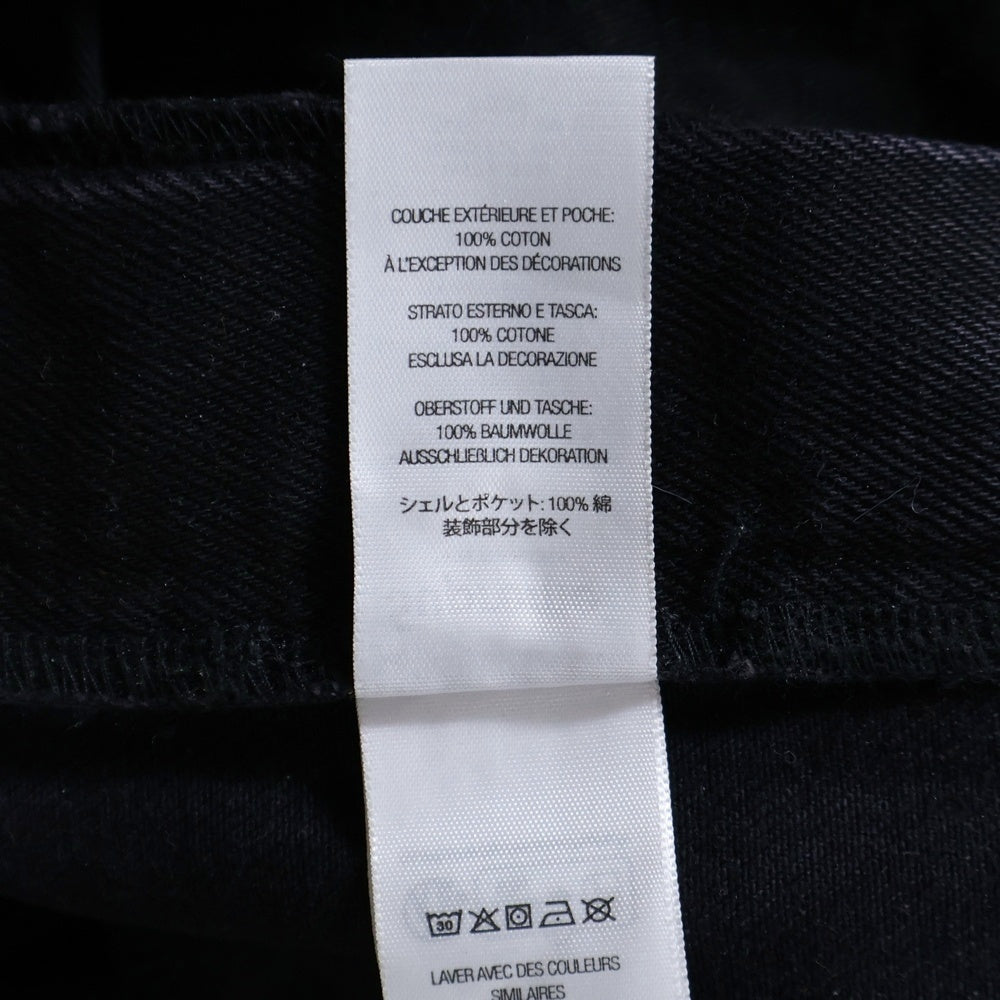 COUCHE EXTÉRIEURE ET POCHE:
100% COTON
À L'EXCEPTION DES DÉCORATIONS
STRATO ESTERNO E TASCA:
100% COTONE
ESCLUSA LA DECORAZIONE
OBERSTOFF UND TASCHE:
100% BAUMWOLLE
AUSSCHLIEBLICH DEKORATION
シェルとポケット: 100% 綿
装飾部分を除く
30
LAVER AVEC DES COULEURS
SIMILAIRES